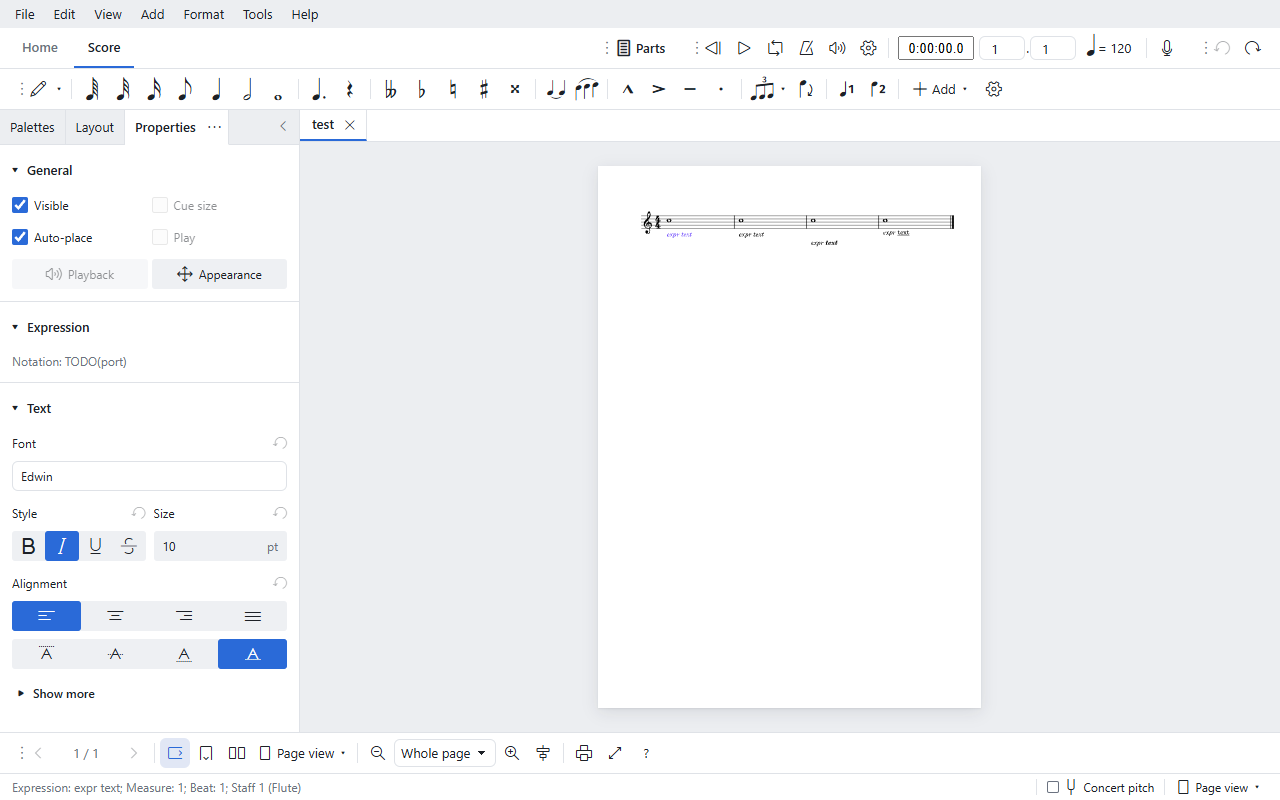 File Edit View Add Format Tools Help
Home Score Parts 0:00:00.0 1 . 1 = 120
3 1 2 Add
Palettes Layout Properties ... test
General
Visible Cue size
Auto-place Play
Playback Appearance
Expression
Notation: TODO(port)
Text
Font
Edwin
Style Size
B I U S 10 pt
Alignment
A A A A
Show more
expr text expr text expr text expr text
1 / 1 Page view Whole page ?
Expression: expr text; Measure: 1; Beat: 1; Staff 1 (Flute) Concert pitch Page view